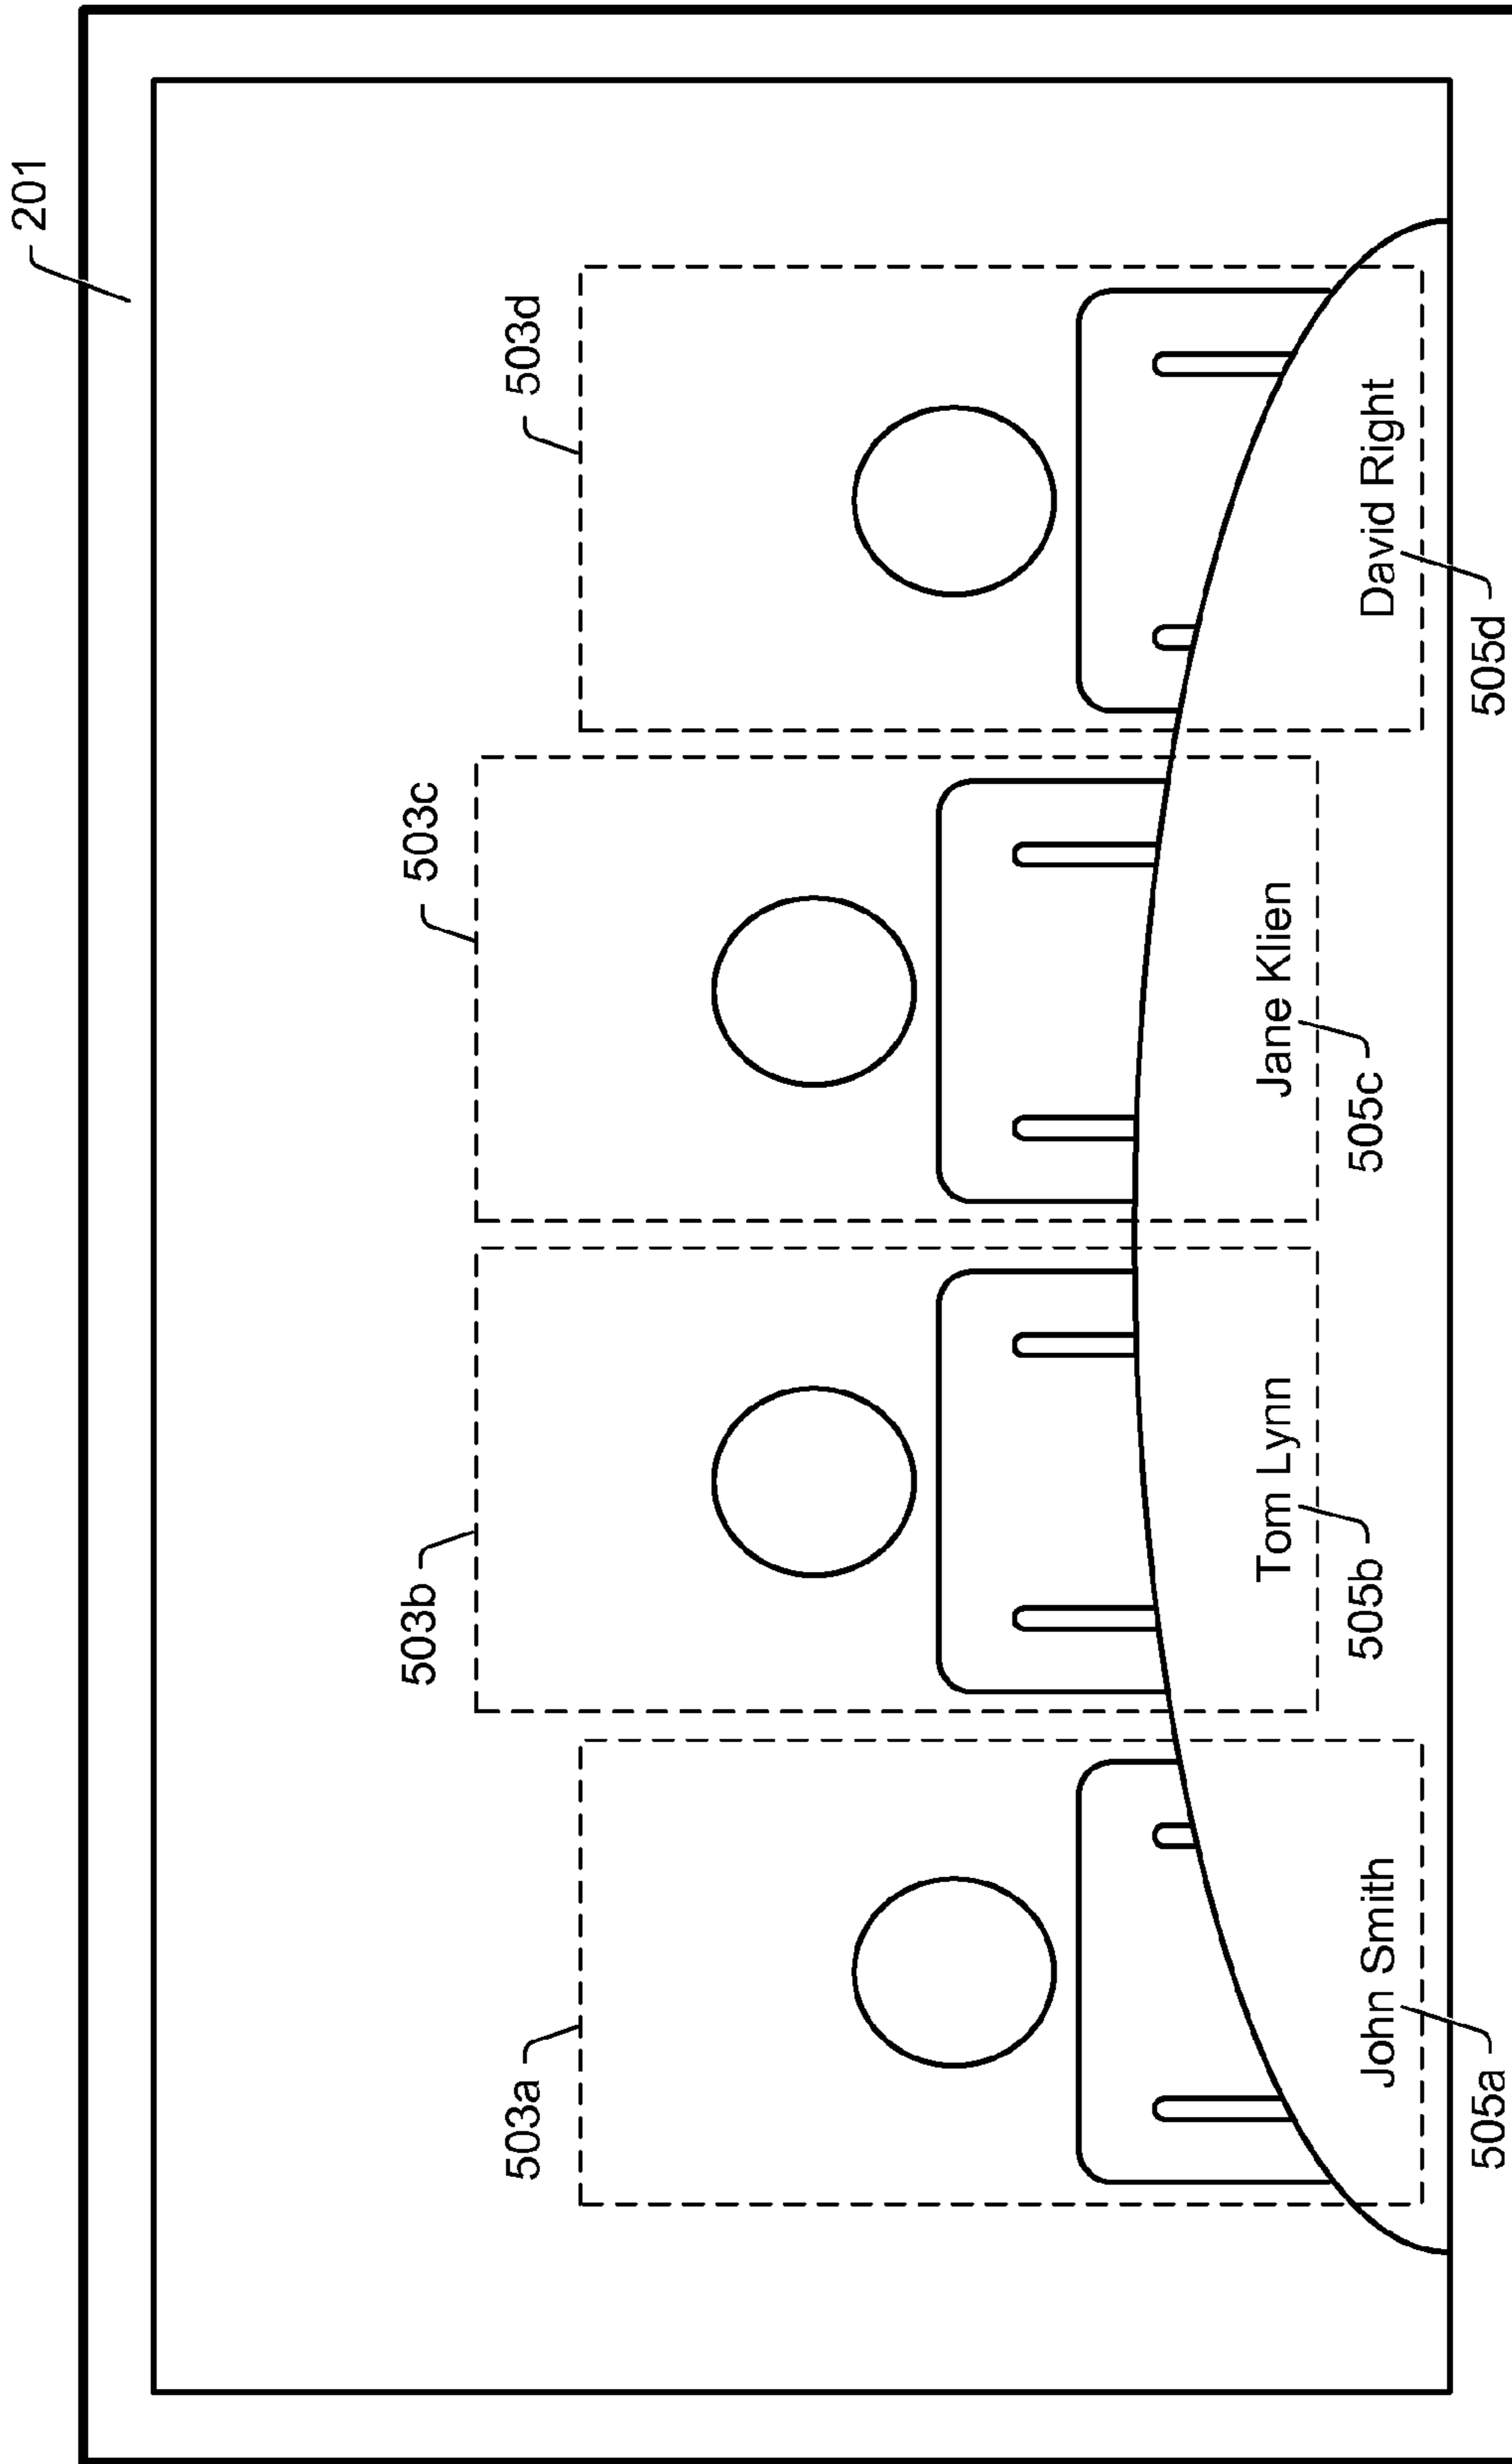 201
503a
503b
503c
503d
John Smith
Tom Lynn
Jane Klien
David Right
505a
505b
505c
505d